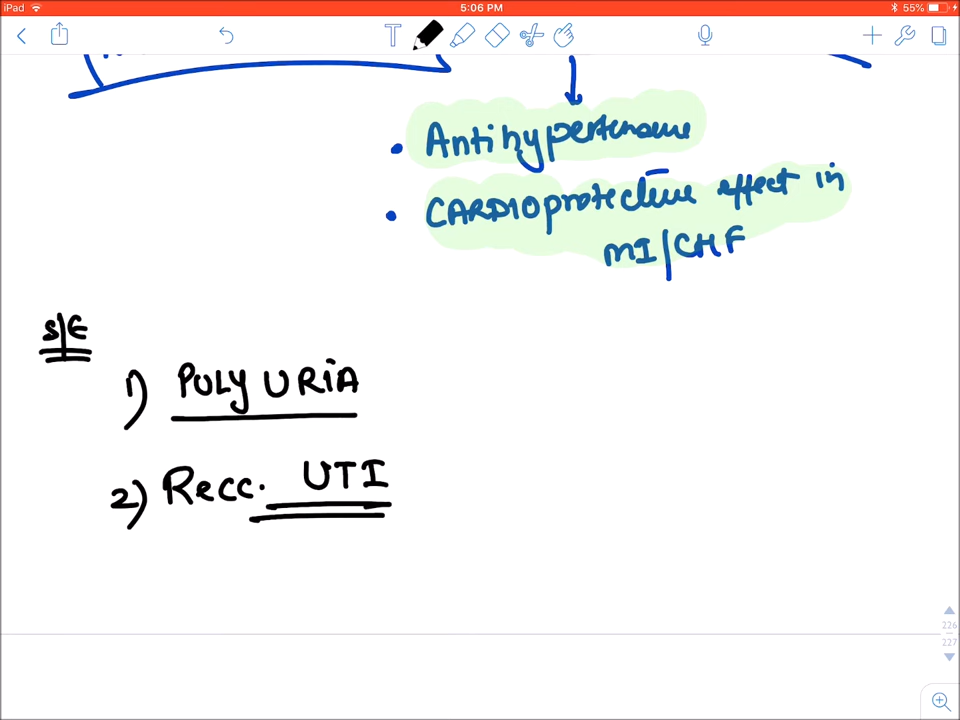 iPad 5:06 PM 55%
T
• Antihypertensive
• CARDIOprotective effect in
MI/CHF
S/E
1) POLYURIA
2) Recc. UTI
226
227